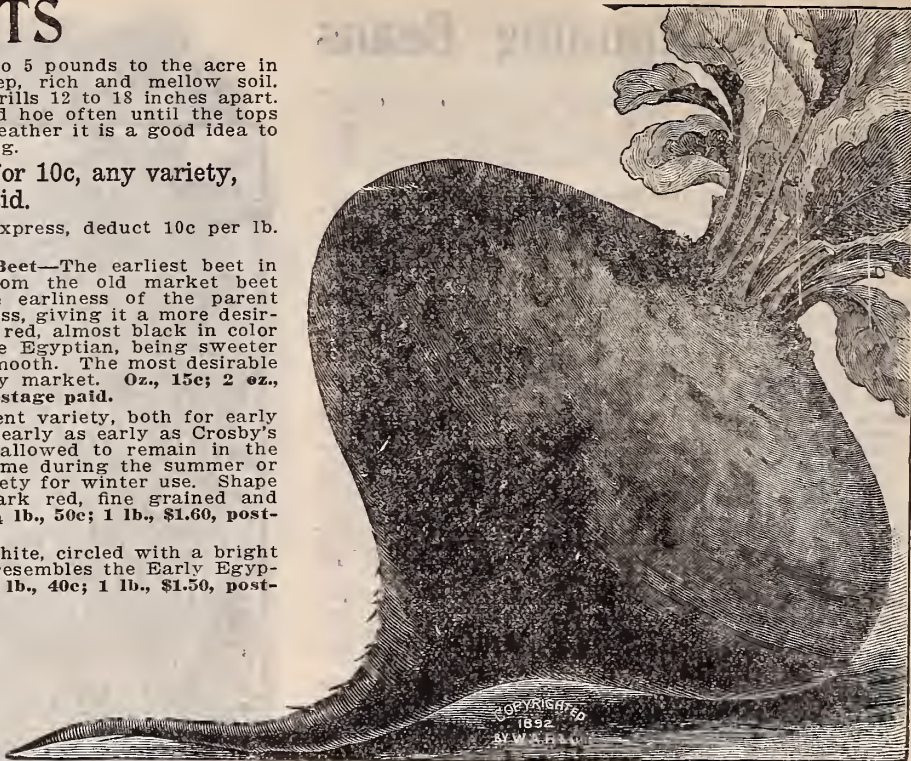 TS
o 5 pounds to the acre in
ep, rich and mellow soil.
rills 12 to 18 inches apart.
d hoe often until the tops
eather it is a good idea to
g.
or 10c, any variety,
id.
xpress, deduct 10c per lb.
Beet—The earliest beet in
om the old market beet
e earliness of the parent
ss, giving it a more desir-
red, almost black in color
e Egyptian, being sweeter
nooth. The most desirable
y market. Oz., 15c; 2 oz.,
stage paid.
ent variety, both for early
early as early as Crosby's
allowed to remain in the
me during the summer or
ety for winter use. Shape
ark red, fine grained and
lb., 50c; 1 lb., $1.60, post-
hite, circled with a bright
esembles the Early Egyp-
lb., 40c; 1 lb., $1.50, post-
COPYRIGHTED
1892
BY W.A.